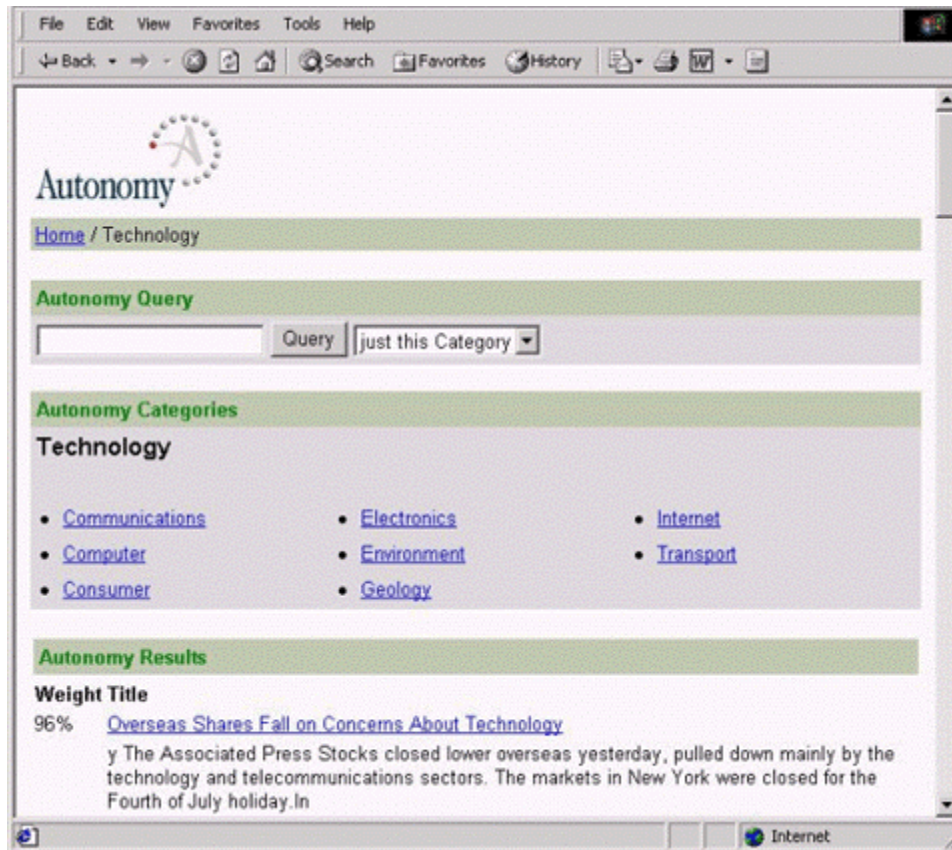 File Edit View Favorites Tools Help
Back Search Favorites History
Autonomy
Home / Technology
Autonomy Query
Query just this Category
Autonomy Categories
Technology
Communications Electronics Internet
Computer Environment Transport
Consumer Geology
Autonomy Results
Weight Title
96% Overseas Shares Fall on Concerns About Technology
y The Associated Press Stocks closed lower overseas yesterday, pulled down mainly by the
technology and telecommunications sectors. The markets in New York were closed for the
Fourth of July holiday.In
Internet